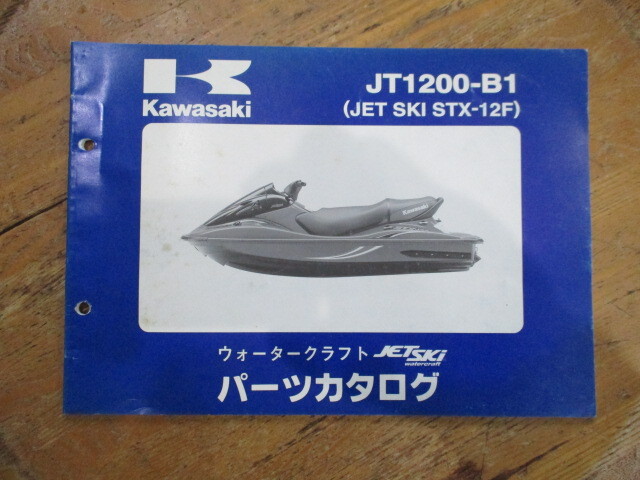 Kawasaki
JT1200-B1
(JET SKI STX-12F)
Kawasaki
ウォータークラフト JET SKI
watercraft
パーツカタログ